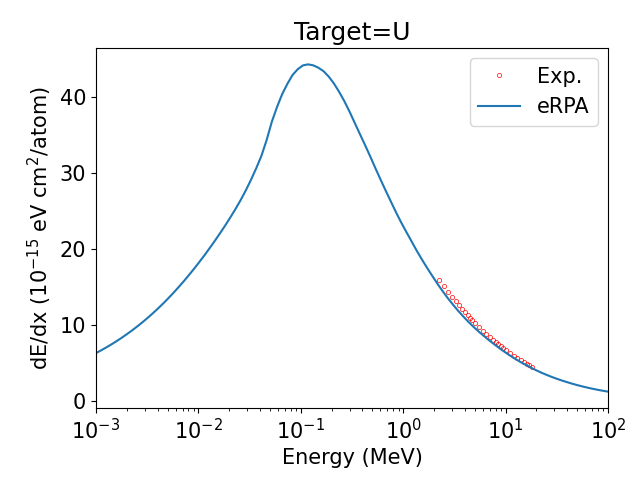 Target=U
Exp.
eRPA
dE/dx (10⁻¹⁵ eV cm²/atom)
40
30
20
10
0
10⁻³ 10⁻² 10⁻¹ 10⁰ 10¹ 10²
Energy (MeV)